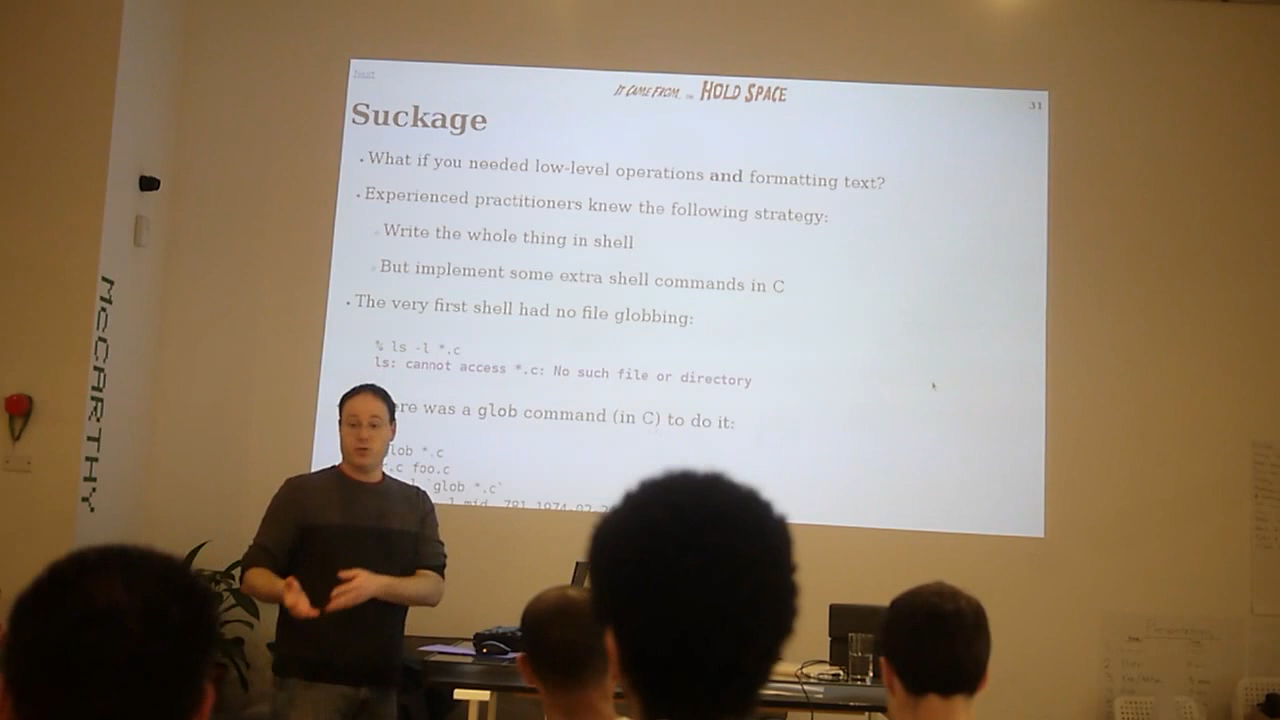 Next
IT CAME FROM... THE HOLD SPACE
31
Suckage
What if you needed low-level operations and formatting text?
Experienced practitioners knew the following strategy:
Write the whole thing in shell
But implement some extra shell commands in C
The very first shell had no file globbing:
% ls -l *.c
ls: cannot access *.c: No such file or directory
ere was a glob command (in C) to do it:
lob *.c
.c foo.c
`glob *.c`
McCARTHY